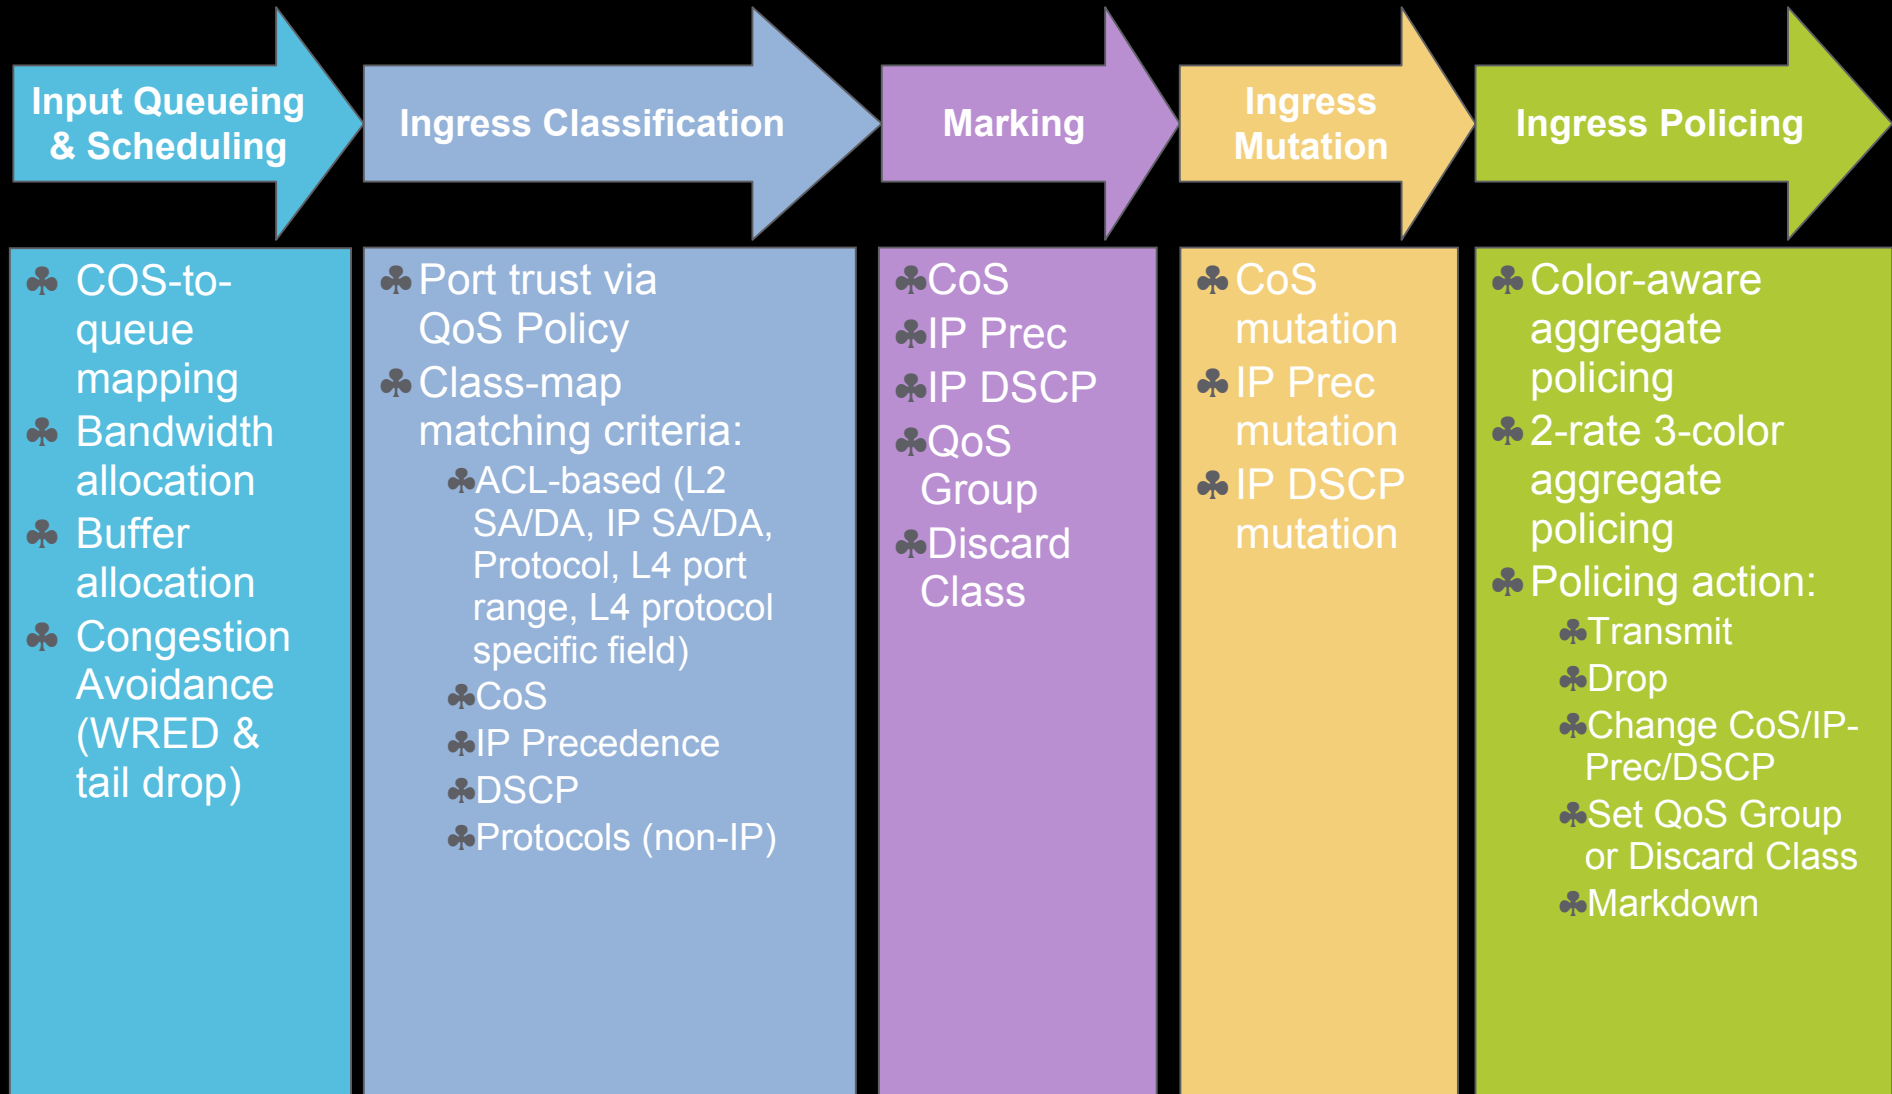 Input Queueing
& Scheduling
Ingress Classification
Marking
Ingress
Mutation
Ingress Policing
COS-to-
queue
mapping
Bandwidth
allocation
Buffer
allocation
Congestion
Avoidance
(WRED &
tail drop)
Port trust via
QoS Policy
Class-map
matching criteria:
ACL-based (L2
SA/DA, IP SA/DA,
Protocol, L4 port
range, L4 protocol
specific field)
CoS
IP Precedence
DSCP
Protocols (non-IP)
CoS
IP Prec
IP DSCP
QoS
Group
Discard
Class
CoS
mutation
IP Prec
mutation
IP DSCP
mutation
Color-aware
aggregate
policing
2-rate 3-color
aggregate
policing
Policing action:
Transmit
Drop
Change CoS/IP-
Prec/DSCP
Set QoS Group
or Discard Class
Markdown